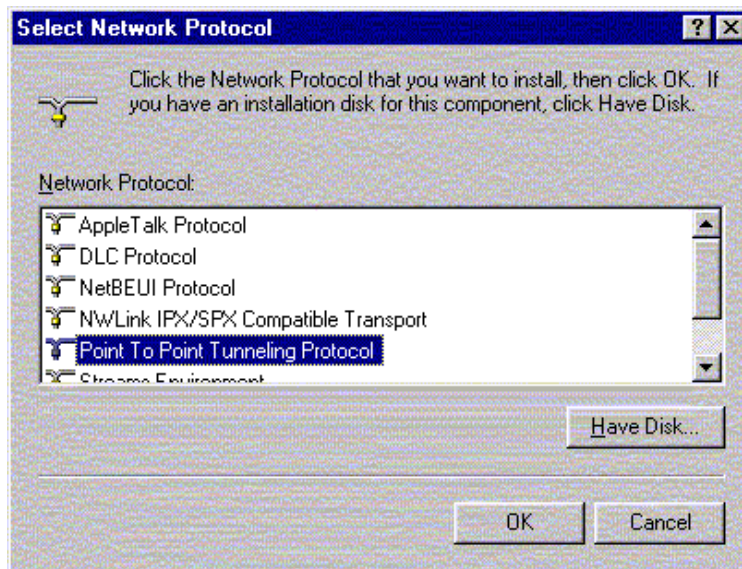 Select Network Protocol
Click the Network Protocol that you want to install, then click OK. If
you have an installation disk for this component, click Have Disk.
Network Protocol:
AppleTalk Protocol
DLC Protocol
NetBEUI Protocol
NWLink IPX/SPX Compatible Transport
Point To Point Tunneling Protocol
Streams Environment
Have Disk...
OK
Cancel